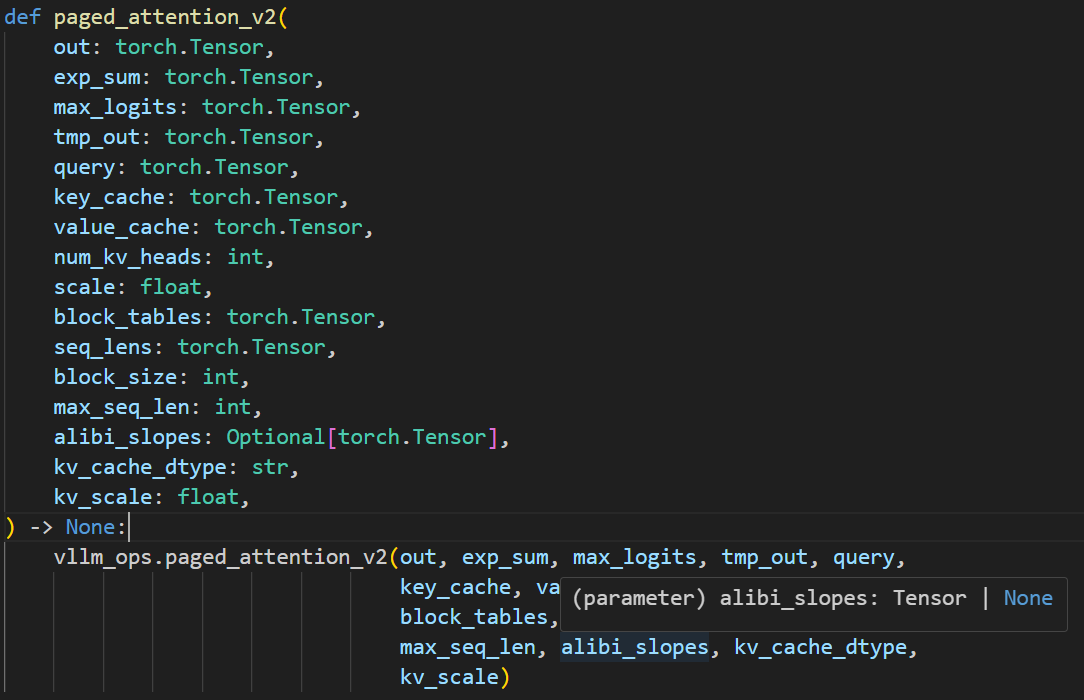 def paged_attention_v2(
    out: torch.Tensor,
    exp_sum: torch.Tensor,
    max_logits: torch.Tensor,
    tmp_out: torch.Tensor,
    query: torch.Tensor,
    key_cache: torch.Tensor,
    value_cache: torch.Tensor,
    num_kv_heads: int,
    scale: float,
    block_tables: torch.Tensor,
    seq_lens: torch.Tensor,
    block_size: int,
    max_seq_len: int,
    alibi_slopes: Optional[torch.Tensor],
    kv_cache_dtype: str,
    kv_scale: float,
) -> None:
    vllm_ops.paged_attention_v2(out, exp_sum, max_logits, tmp_out, query,
                                key_cache, va
(parameter) alibi_slopes: Tensor | None
                                block_tables,
                                max_seq_len, alibi_slopes, kv_cache_dtype,
                                kv_scale)